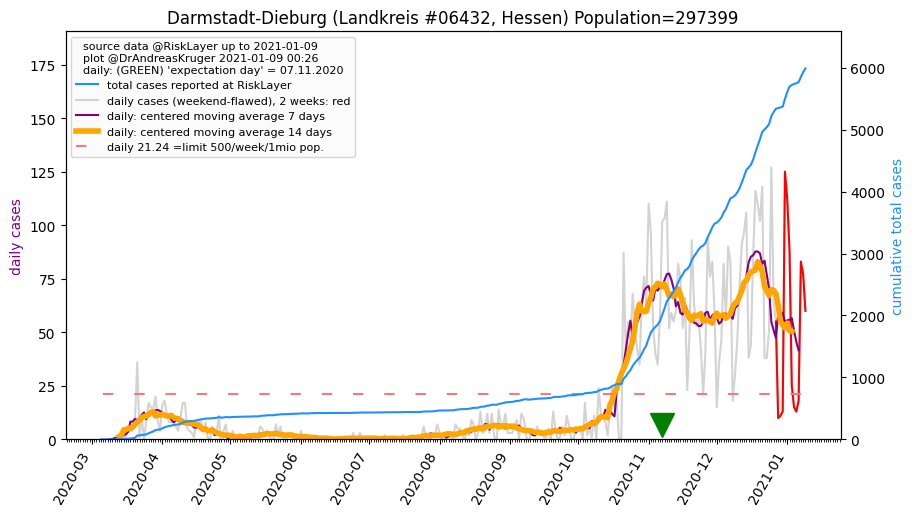 Darmstadt-Dieburg (Landkreis #06432, Hessen) Population=297399
source data @RiskLayer up to 2021-01-09
plot @DrAndreasKruger 2021-01-09 00:26
daily: (GREEN) 'expectation day' = 07.11.2020
total cases reported at RiskLayer
daily cases (weekend-flawed), 2 weeks: red
daily: centered moving average 7 days
daily: centered moving average 14 days
daily 21.24 =limit 500/week/1mio pop.
daily cases
175
150
125
100
75
50
25
0
cumulative total cases
6000
5000
4000
3000
2000
1000
0
2020-03
2020-04
2020-05
2020-06
2020-07
2020-08
2020-09
2020-10
2020-11
2020-12
2021-01